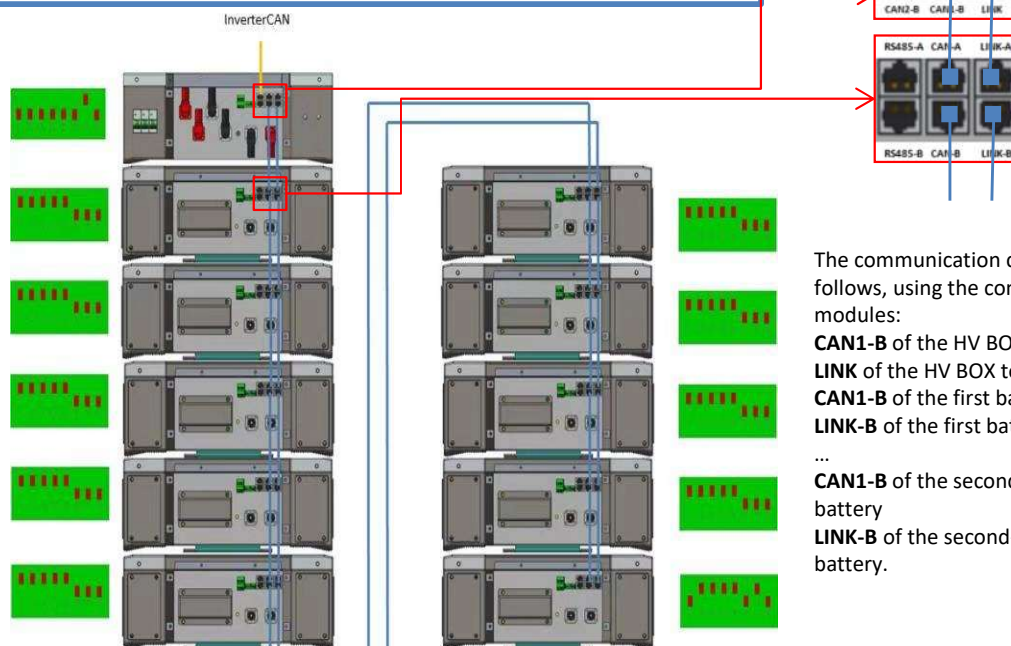 InverterCAN
CAN2-B CAN1-B LINK
RS485-A CAN-A LINK-A
RS485-B CAN-B LINK-B
The communication
follows, using the
modules:
CAN1-B of the HV
LINK of the HV BOX
CAN1-B of the first
LINK-B of the first
…
CAN1-B of the
battery
LINK-B of the second
battery.